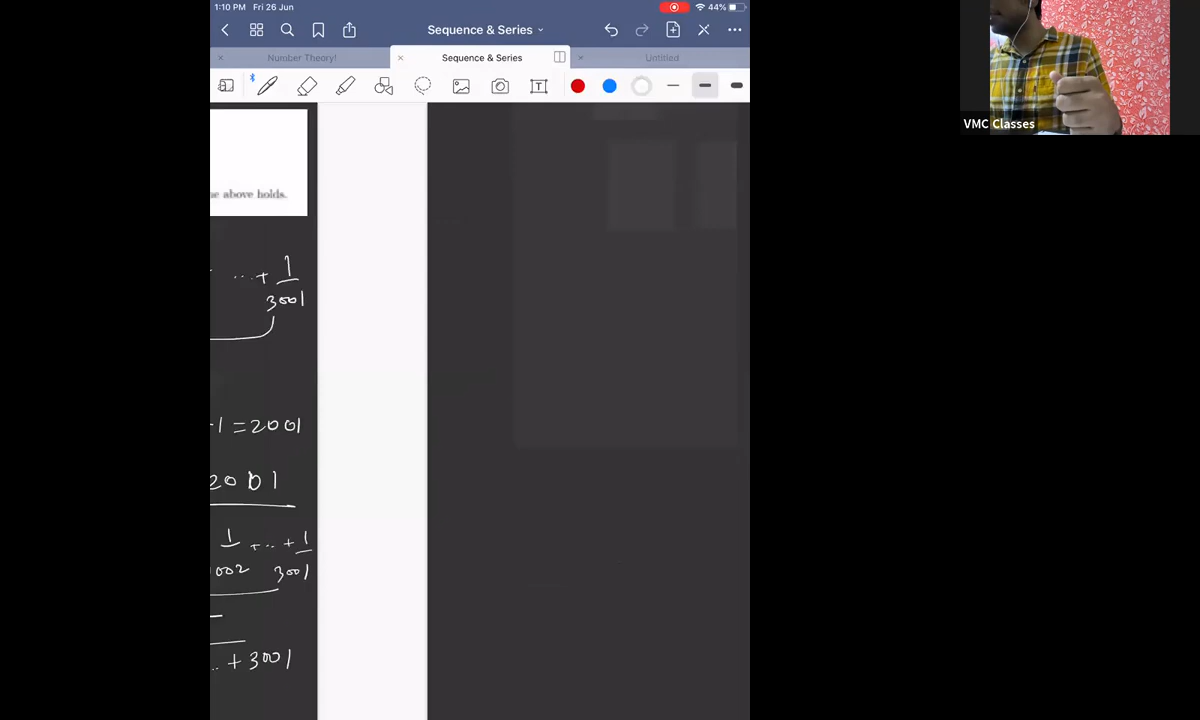 1:10 PM Fri 26 Jun
44%
Sequence & Series
Number Theory!
Sequence & Series
Untitled
T
VMC Classes
above holds.
...+ 1/3001
-1 = 2001
2001
1 + .. + 1/3001
002
.. + 3001